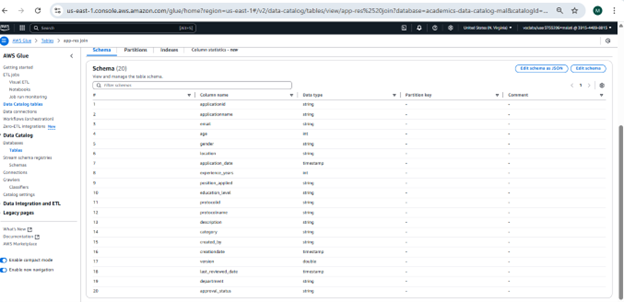 us-east-1.console.aws.amazon.com/glue/home?region=us-east-1#/v2/data-catalog/tables/view/app-res%2520join?database=academics-data-catalog-mal&catalogId=...
Search
[Alt+S]
United States (N. Virginia)
AWS Glue > Tables > app-res join
AWS Glue
Getting started
ETL jobs
Visual ETL
Notebooks
Job run monitoring
Data Catalog tables
Data connections
Workflows (orchestration)
Zero-ETL integrations New
Data Catalog
Databases
Tables
Stream schema registries
Schemas
Connections
Crawlers
Classifiers
Catalog settings
Data Integration and ETL
Legacy pages
What's New
Documentation
AWS Marketplace
Enable compact mode
Enable new navigation
Schema Partitions Indexes Column statistics - new
Schema (20)
Edit schema as JSON Edit schema
View and manage the table schema.
Filter schemas
1
# Column name Data type Partition key Comment
1 applicationid string - -
2 applicationname string - -
3 email string - -
4 age int - -
5 gender string - -
6 location string - -
7 application_date timestamp - -
8 experience_years int - -
9 position_applied string - -
10 education_level string - -
11 protocolid string - -
12 protocolname string - -
13 description string - -
14 category string - -
15 created_by string - -
16 creationdate timestamp - -
17 version double - -
18 last_reviewed_date timestamp - -
19 department string - -
20 approval_status string - -